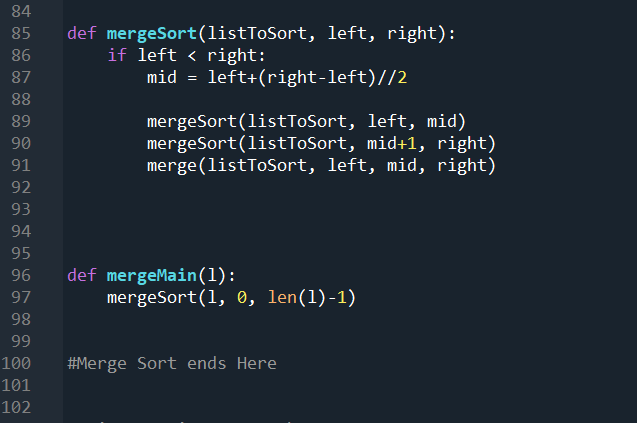 84
85 def mergeSort(listToSort, left, right):
86     if left < right:
87         mid = left+(right-left)//2
88
89         mergeSort(listToSort, left, mid)
90         mergeSort(listToSort, mid+1, right)
91         merge(listToSort, left, mid, right)
92
93
94
95
96 def mergeMain(l):
97     mergeSort(l, 0, len(l)-1)
98
99
100 #Merge Sort ends Here
101
102